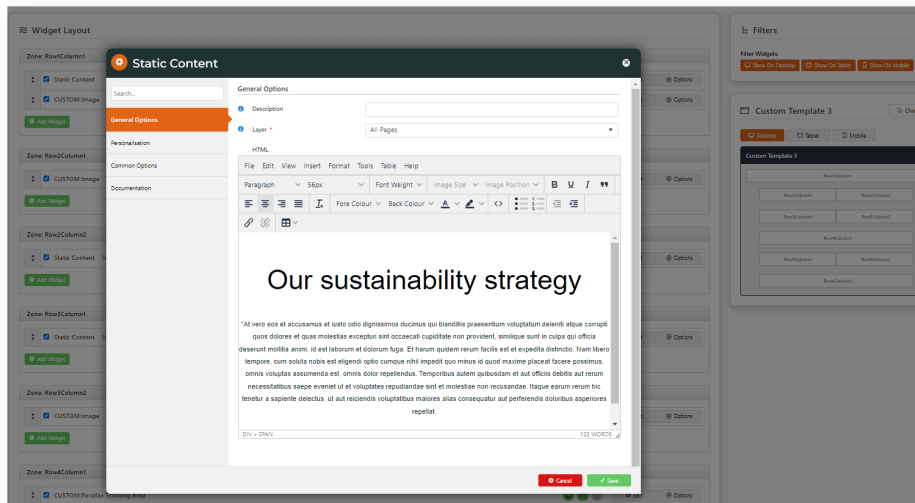 Widget Layout
Zone: Row1Column1
Static Content
Options
CUSTOM:Image
Options
Add Widget
Zone: Row2Column1
CUSTOM:Image
Options
Add Widget
Zone: Row2Column2
Static Content
Options
Add Widget
Zone: Row3Column1
Static Content
Options
Add Widget
Zone: Row3Column2
CUSTOM:Image
Options
Add Widget
Zone: Row4Column1
CUSTOM:Parallax Scrolling Area
Edit
Options
Static Content
Search...
General Options
Personalisation
Common Options
Documentation
General Options
Description
Layer *
All Pages
HTML
File Edit View Insert Format Tools Table Help
Paragraph 56px Font Weight Image Size Image Position B U I
Fore Colour Back Colour A
Our sustainability strategy
"At vero eos et accusamus et iusto odio dignissimos ducimus qui blanditiis praesentium voluptatum deleniti atque corrupti
quos dolores et quas molestias excepturi sint occaecati cupiditate non provident, similique sunt in culpa qui officia
deserunt mollitia animi, id est laborum et dolorum fuga. Et harum quidem rerum facilis est et expedita distinctio. Nam libero
tempore, cum soluta nobis est eligendi optio cumque nihil impedit quo minus id quod maxime placeat facere possimus,
omnis voluptas assumenda est, omnis dolor repellendus. Temporibus autem quibusdam et aut officiis debitis aut rerum
necessitatibus saepe eveniet ut et voluptates repudiandae sint et molestiae non recusandae. Itaque earum rerum hic
tenetur a sapiente delectus, ut aut reiciendis voluptatibus maiores alias consequatur aut perferendis doloribus asperiores
repellat.
DIV » SPAN
123 WORDS
Cancel
Save
Filters
Filter Widgets:
Show On Desktop Show On Tablet Show On Mobile
Custom Template 3
Desktop Tablet Mobile
Custom Template 3
Row1Column1
Row2Column1 Row2Column2
Row3Column1 Row3Column2
Row4Column1